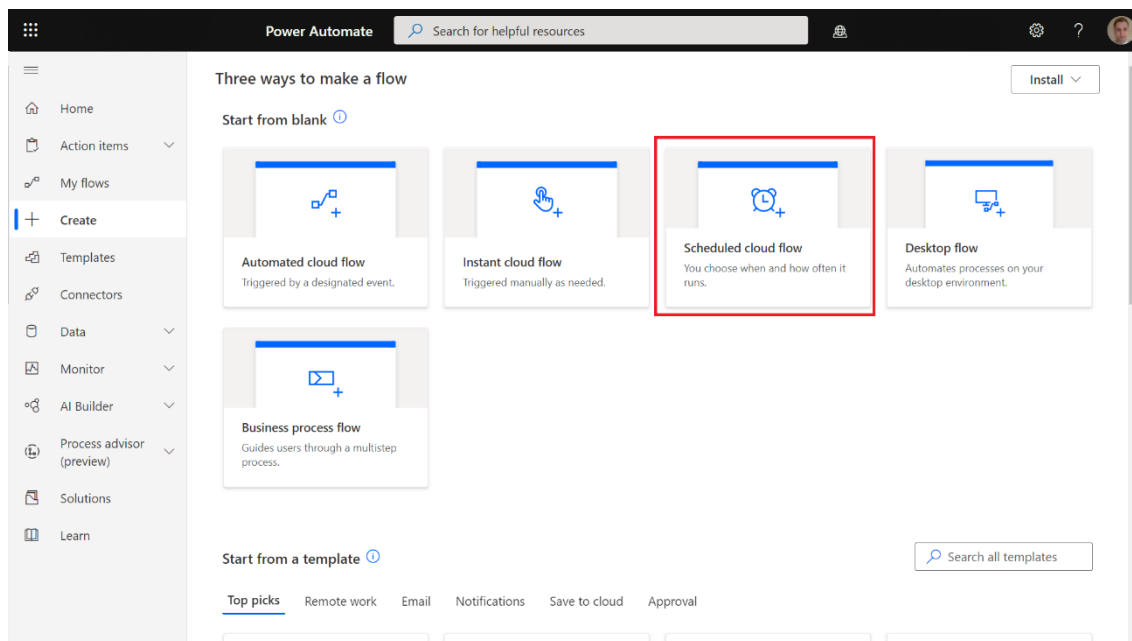 Power Automate
Search for helpful resources
?
Three ways to make a flow
Install
Home
Action items
My flows
Create
Templates
Connectors
Data
Monitor
AI Builder
Process advisor
(preview)
Solutions
Learn
Start from blank
Automated cloud flow
Triggered by a designated event.
Instant cloud flow
Triggered manually as needed.
Scheduled cloud flow
You choose when and how often it
runs.
Desktop flow
Automates processes on your
desktop environment.
Business process flow
Guides users through a multistep
process.
Start from a template
Search all templates
Top picks Remote work Email Notifications Save to cloud Approval